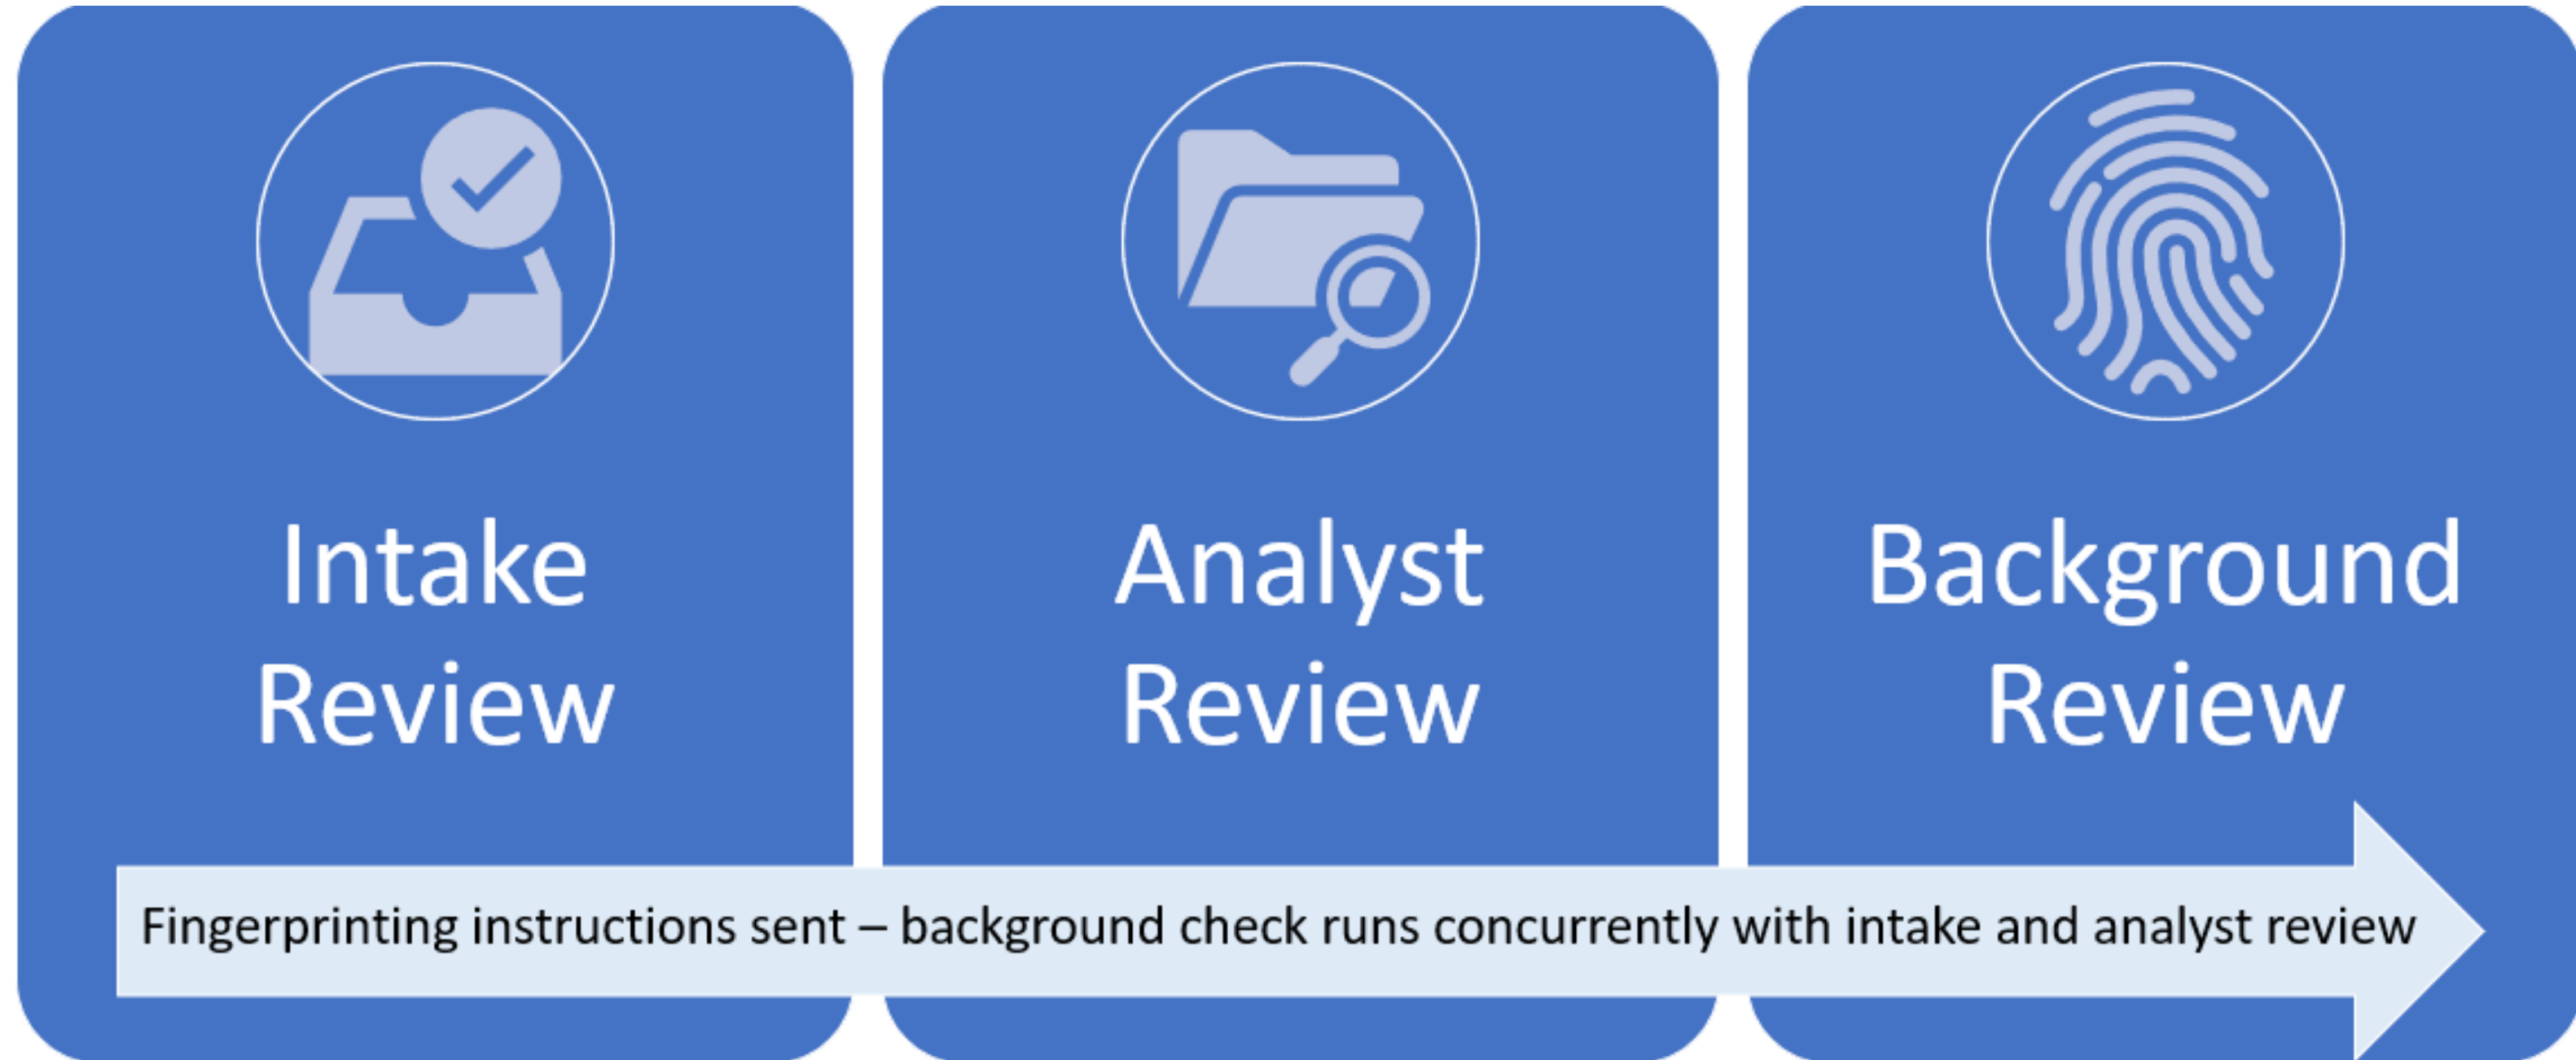 Intake
Review
Analyst
Review
Background
Review
Fingerprinting instructions sent – background check runs concurrently with intake and analyst review